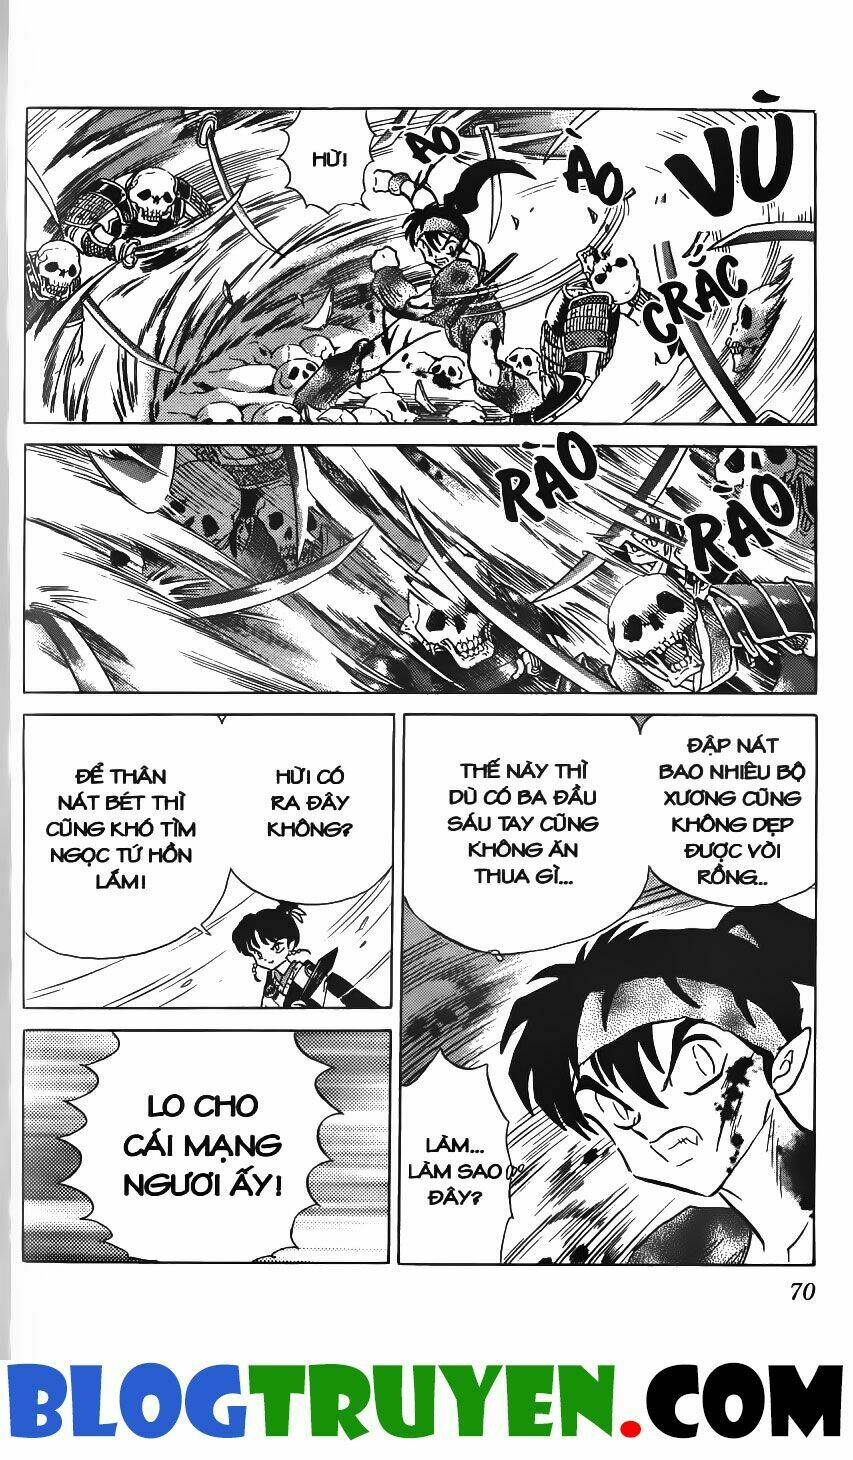 VÙ
ÀO
ÀO
HỪ!
CRẮC
RÀO
RÀO
ĐẬP NÁT
BAO NHIÊU BỘ
XƯƠNG CŨNG
KHÔNG DẸP
ĐƯỢC VÒI
RỒNG...
THẾ NÀY THÌ
DÙ CÓ BA ĐẦU
SÁU TAY CŨNG
KHÔNG ĂN
THUA GÌ...
LÀM...
LÀM SAO
ĐÂY?
HỪ! CÓ
RA ĐÂY
KHÔNG?
ĐỂ THÂN
NÁT BÉT THÌ
CŨNG KHÓ TÌM
NGỌC TỨ HỒN
LẮM!
LO CHO
CÁI MẠNG
NGƯƠI ẤY!
70
BLOGTRUYEN.COM